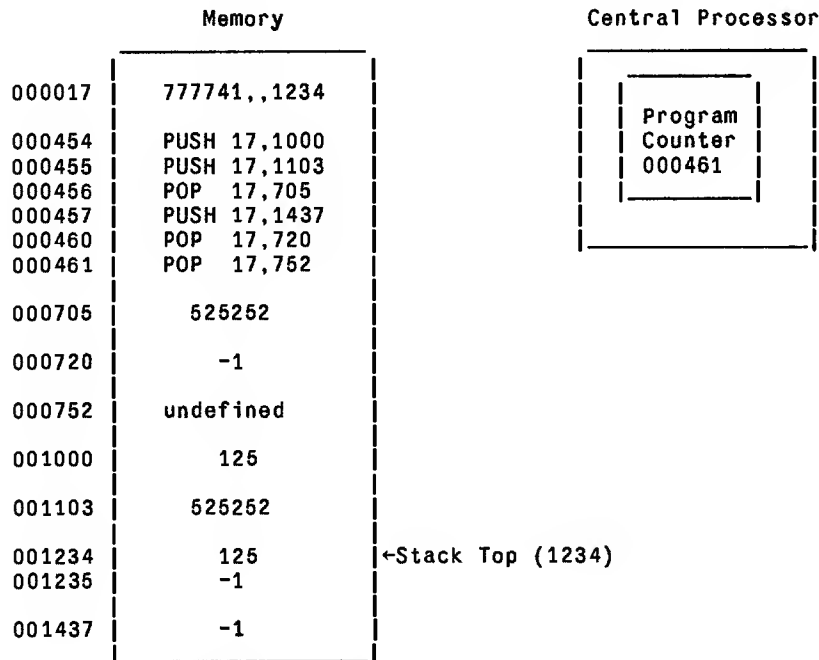 Memory
Central Processor
000017 777741,,1234
Program
Counter
000461
000454 PUSH 17,1000
000455 PUSH 17,1103
000456 POP 17,705
000457 PUSH 17,1437
000460 POP 17,720
000461 POP 17,752
000705 525252
000720 -1
000752 undefined
001000 125
001103 525252
001234 125 ←Stack Top (1234)
001235 -1
001437 -1